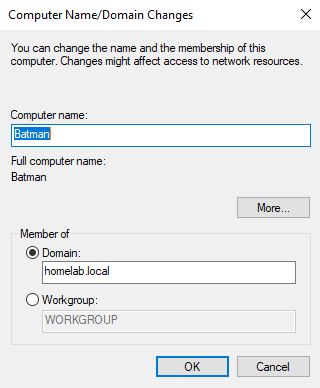 Computer Name/Domain Changes
You can change the name and the membership of this
computer. Changes might affect access to network resources.
Computer name:
Batman
Full computer name:
Batman
More...
Member of
Domain:
homelab.local
Workgroup:
WORKGROUP
OK
Cancel